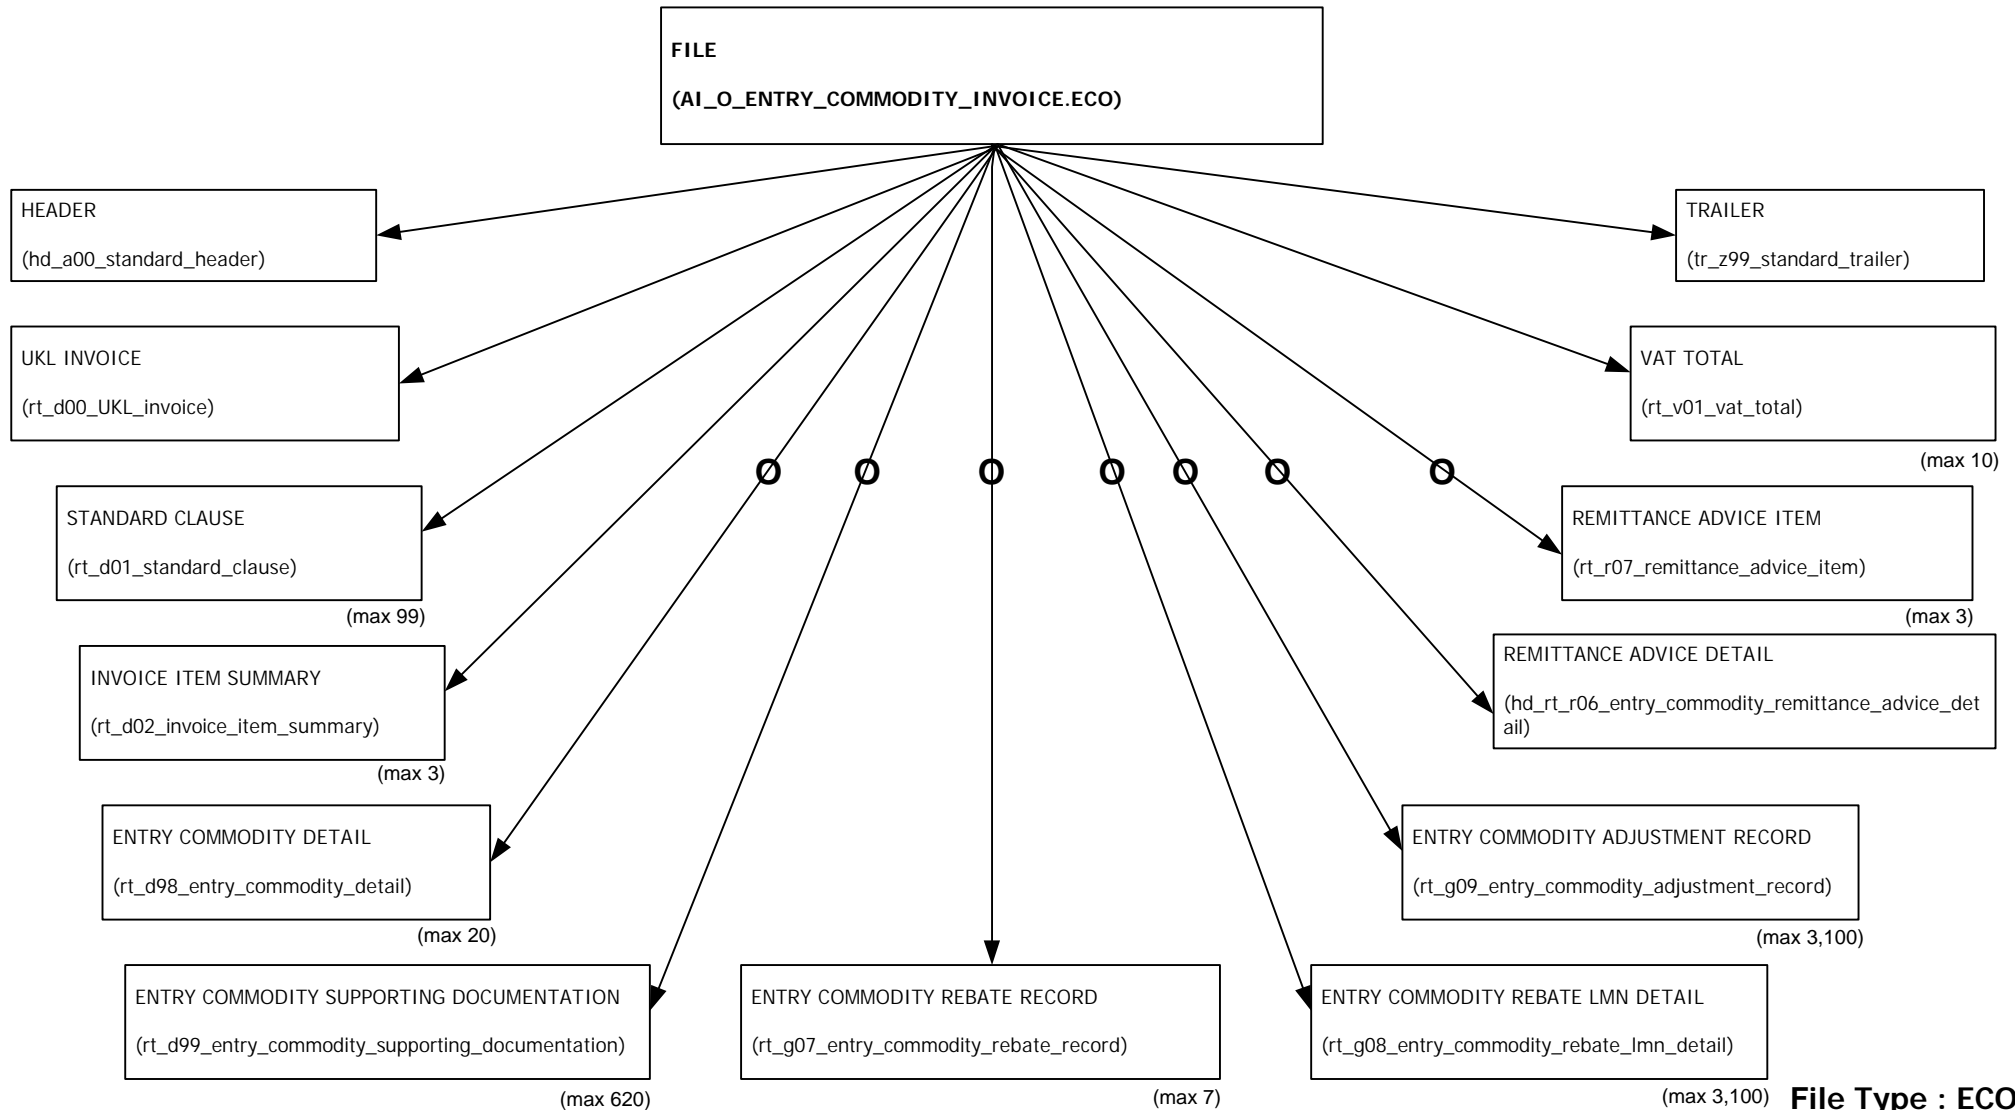 FILE
(AI_O_ENTRY_COMMODITY_INVOICE.ECO)
HEADER
(hd_a00_standard_header)
TRAILER
(tr_z99_standard_trailer)
UKL INVOICE
(rt_d00_UKL_invoice)
VAT TOTAL
(rt_v01_vat_total)
(max 10)
O O O O O O O
STANDARD CLAUSE
(rt_d01_standard_clause)
(max 99)
REMITTANCE ADVICE ITEM
(rt_r07_remittance_advice_item)
(max 3)
INVOICE ITEM SUMMARY
(rt_d02_invoice_item_summary)
(max 3)
REMITTANCE ADVICE DETAIL
(hd_rt_r06_entry_commodity_remittance_advice_det
ail)
ENTRY COMMODITY DETAIL
(rt_d98_entry_commodity_detail)
(max 20)
ENTRY COMMODITY ADJUSTMENT RECORD
(rt_g09_entry_commodity_adjustment_record)
(max 3,100)
ENTRY COMMODITY SUPPORTING DOCUMENTATION
(rt_d99_entry_commodity_supporting_documentation)
(max 620)
ENTRY COMMODITY REBATE RECORD
(rt_g07_entry_commodity_rebate_record)
(max 7)
ENTRY COMMODITY REBATE LMN DETAIL
(rt_g08_entry_commodity_rebate_lmn_detail)
(max 3,100)
File Type : ECO